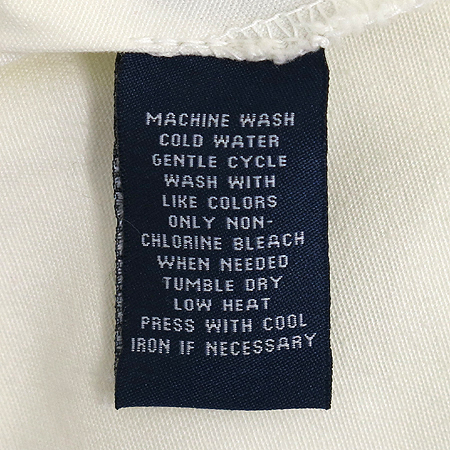 MACHINE WASH
COLD WATER
GENTLE CYCLE
WASH WITH
LIKE COLORS
ONLY NON-
CHLORINE BLEACH
WHEN NEEDED
TUMBLE DRY
LOW HEAT
PRESS WITH COOL
IRON IF NECESSARY